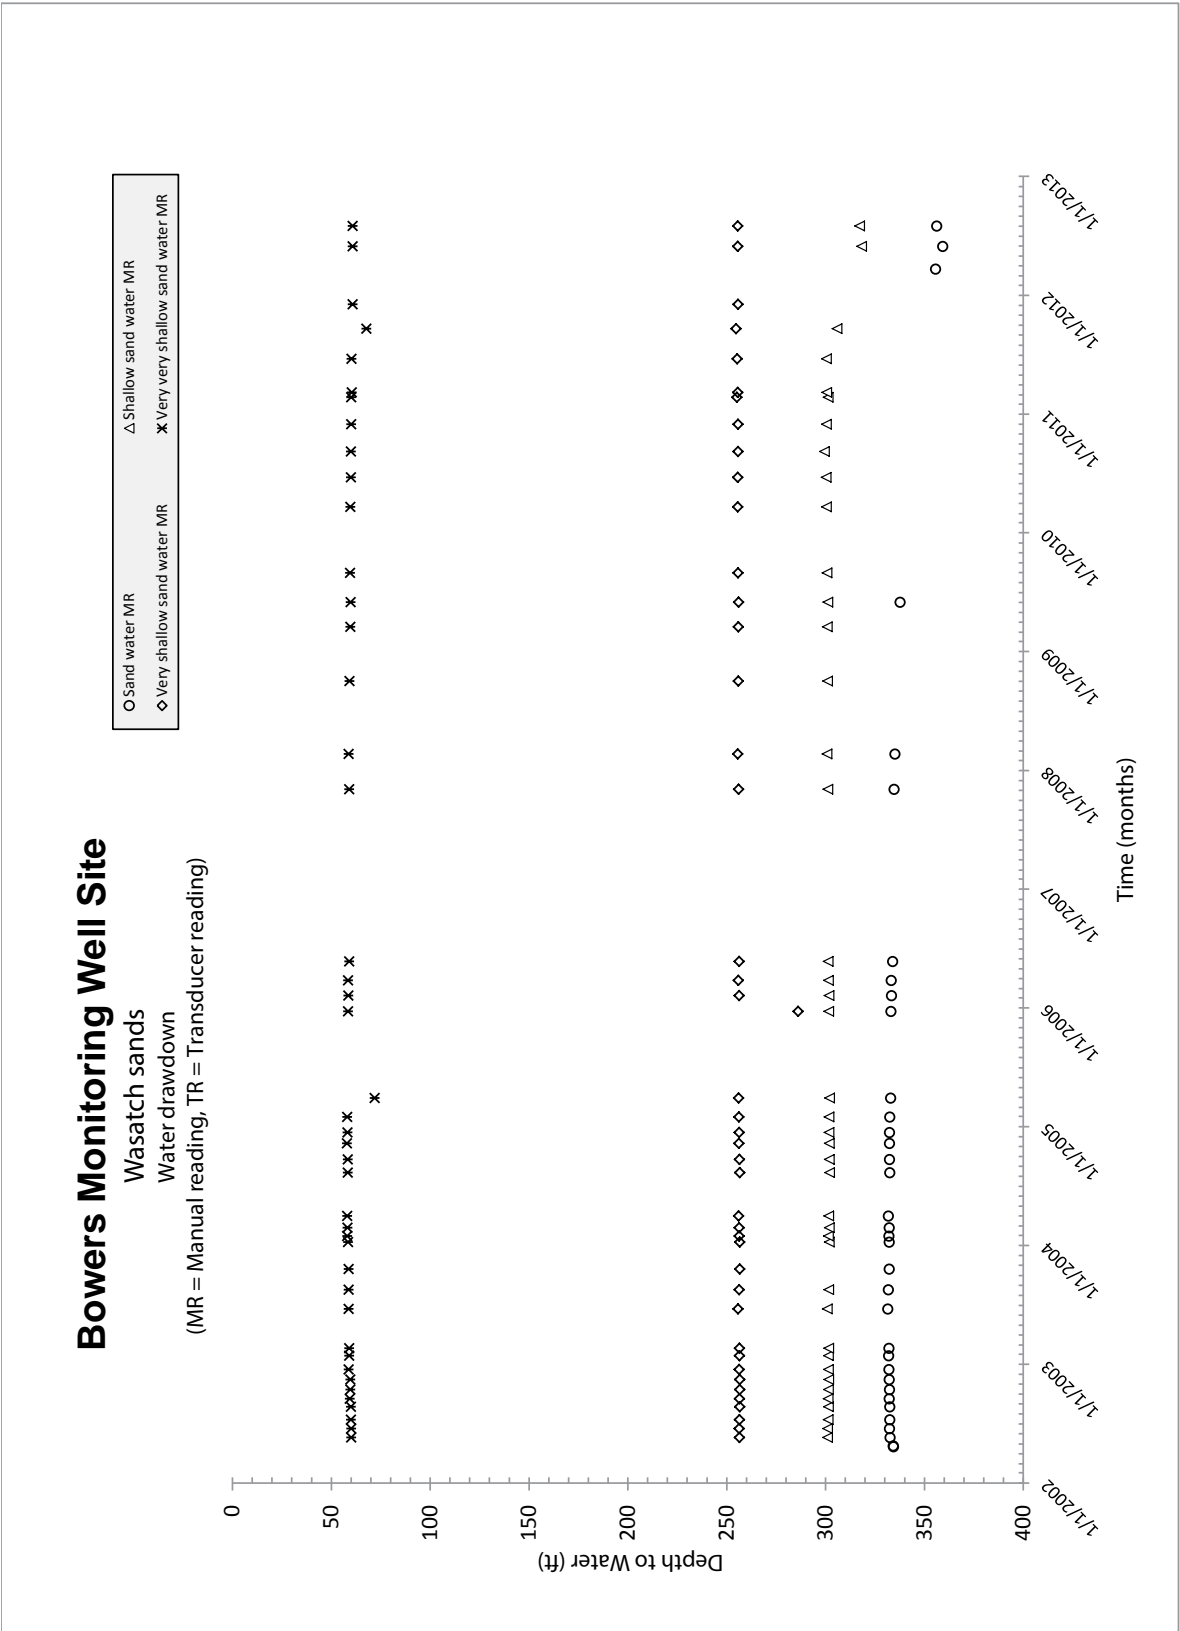 Bowers Monitoring Well Site
Wasatch sands
Water drawdown
(MR = Manual reading, TR = Transducer reading)
Sand water MR
Shallow sand water MR
Very shallow sand water MR
Very very shallow sand water MR
Depth to Water (ft)
0
50
100
150
200
250
300
350
400
1/1/2002
1/1/2003
1/1/2004
1/1/2005
1/1/2006
1/1/2007
1/1/2008
1/1/2009
1/1/2010
1/1/2011
1/1/2012
1/1/2013
Time (months)